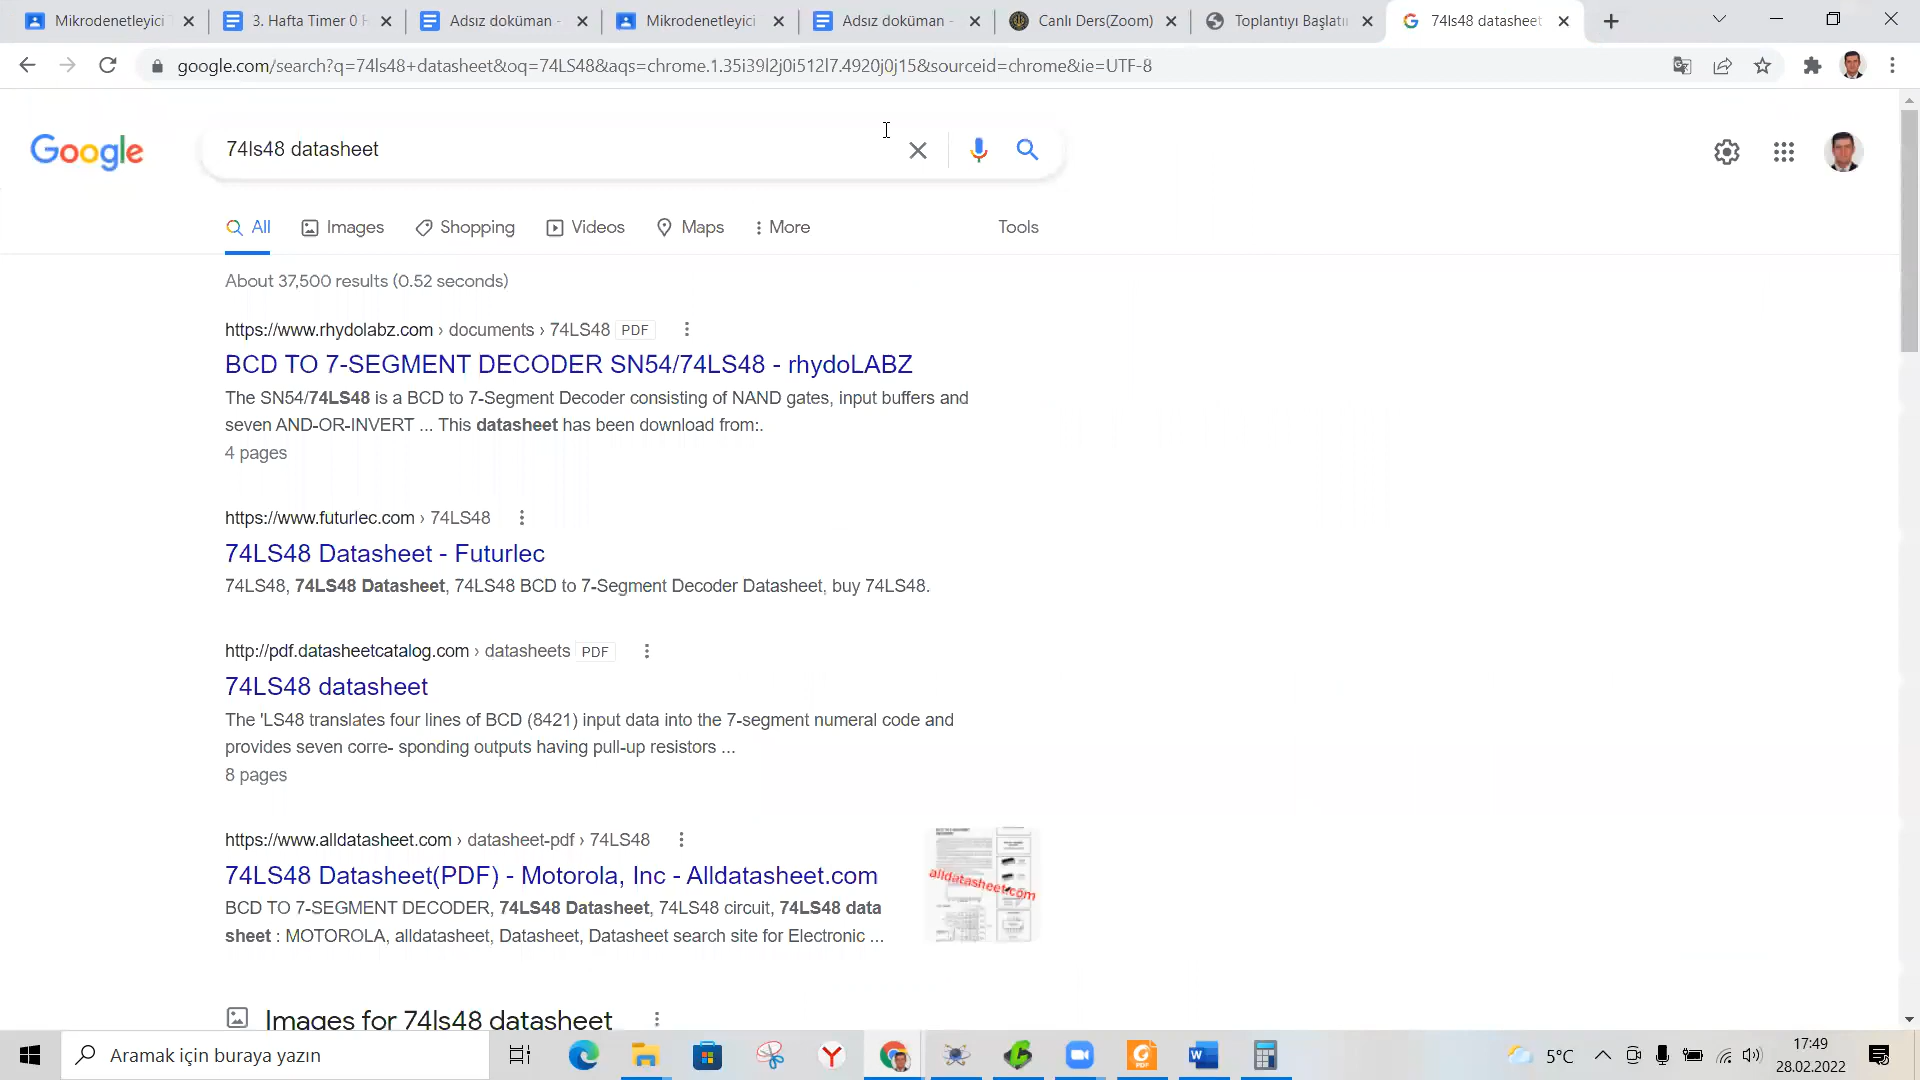 Mikrodenetleyici
3. Hafta Timer 0
Adsız doküman -
Mikrodenetleyici
Adsız doküman -
Canlı Ders(Zoom)
Toplantıyı Başlatı
74ls48 datasheet
google.com/search?q=74ls48+datasheet&oq=74LS48&aqs=chrome.1.35i39l2j0i512l7.4920j0j15&sourceid=chrome&ie=UTF-8
Google
74ls48 datasheet
All Images Shopping Videos Maps More Tools
About 37,500 results (0.52 seconds)
https://www.rhydolabz.com › documents › 74LS48 PDF
BCD TO 7-SEGMENT DECODER SN54/74LS48 - rhydoLABZ
The SN54/74LS48 is a BCD to 7-Segment Decoder consisting of NAND gates, input buffers and
seven AND-OR-INVERT ... This datasheet has been download from:.
4 pages
https://www.futurlec.com › 74LS48
74LS48 Datasheet - Futurlec
74LS48, 74LS48 Datasheet, 74LS48 BCD to 7-Segment Decoder Datasheet, buy 74LS48.
http://pdf.datasheetcatalog.com › datasheets PDF
74LS48 datasheet
The 'LS48 translates four lines of BCD (8421) input data into the 7-segment numeral code and
provides seven corre- sponding outputs having pull-up resistors ...
8 pages
https://www.alldatasheet.com › datasheet-pdf › 74LS48
74LS48 Datasheet(PDF) - Motorola, Inc - Alldatasheet.com
BCD TO 7-SEGMENT DECODER, 74LS48 Datasheet, 74LS48 circuit, 74LS48 data
sheet : MOTOROLA, alldatasheet, Datasheet, Datasheet search site for Electronic ...
alldatasheet.com
Images for 74ls48 datasheet
Aramak için buraya yazın
5°C
17:49
28.02.2022